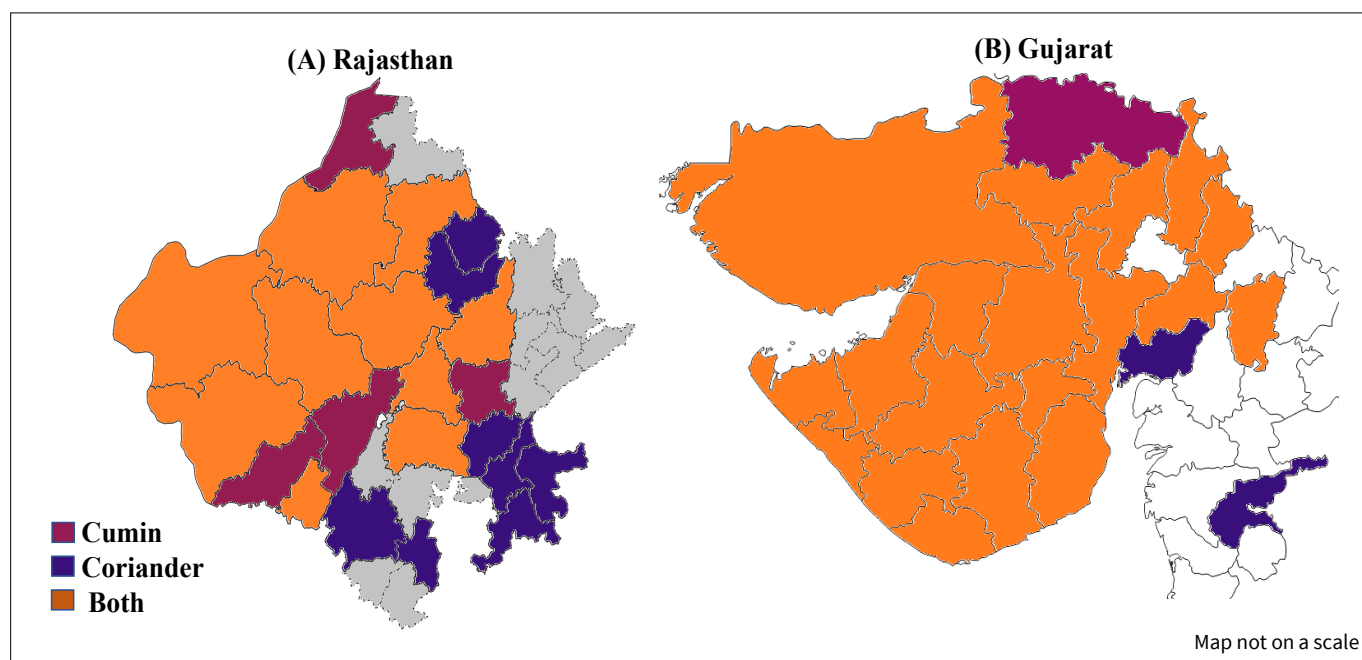 (A) Rajasthan
(B) Gujarat
Cumin
Coriander
Both
Map not on a scale